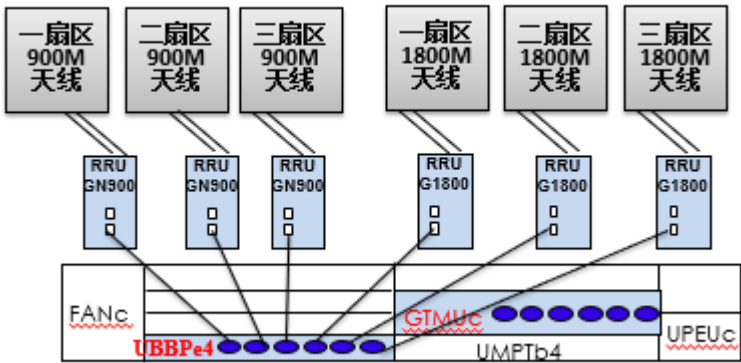 一扇区
900M
天线
二扇区
900M
天线
三扇区
900M
天线
一扇区
1800M
天线
二扇区
1800M
天线
三扇区
1800M
天线
RRU
GN900
RRU
GN900
RRU
GN900
RRU
G1800
RRU
G1800
RRU
G1800
FANc
UBBPe4
GTMUc
UMPTb4
UPEUc